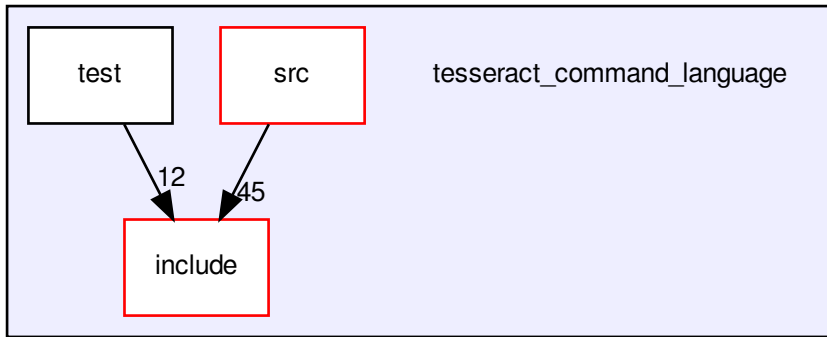 test
src
tesseract_command_language
12
45
include